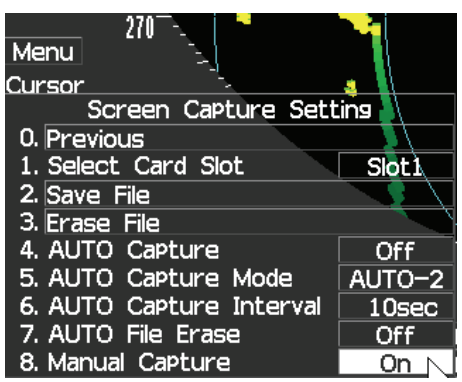 270
Menu
Cursor
Screen Capture Setting
0. Previous
1. Select Card Slot Slot1
2. Save File
3. Erase File
4. AUTO Capture Off
5. AUTO Capture Mode AUTO-2
6. AUTO Capture Interval 10sec
7. AUTO File Erase Off
8. Manual Capture On